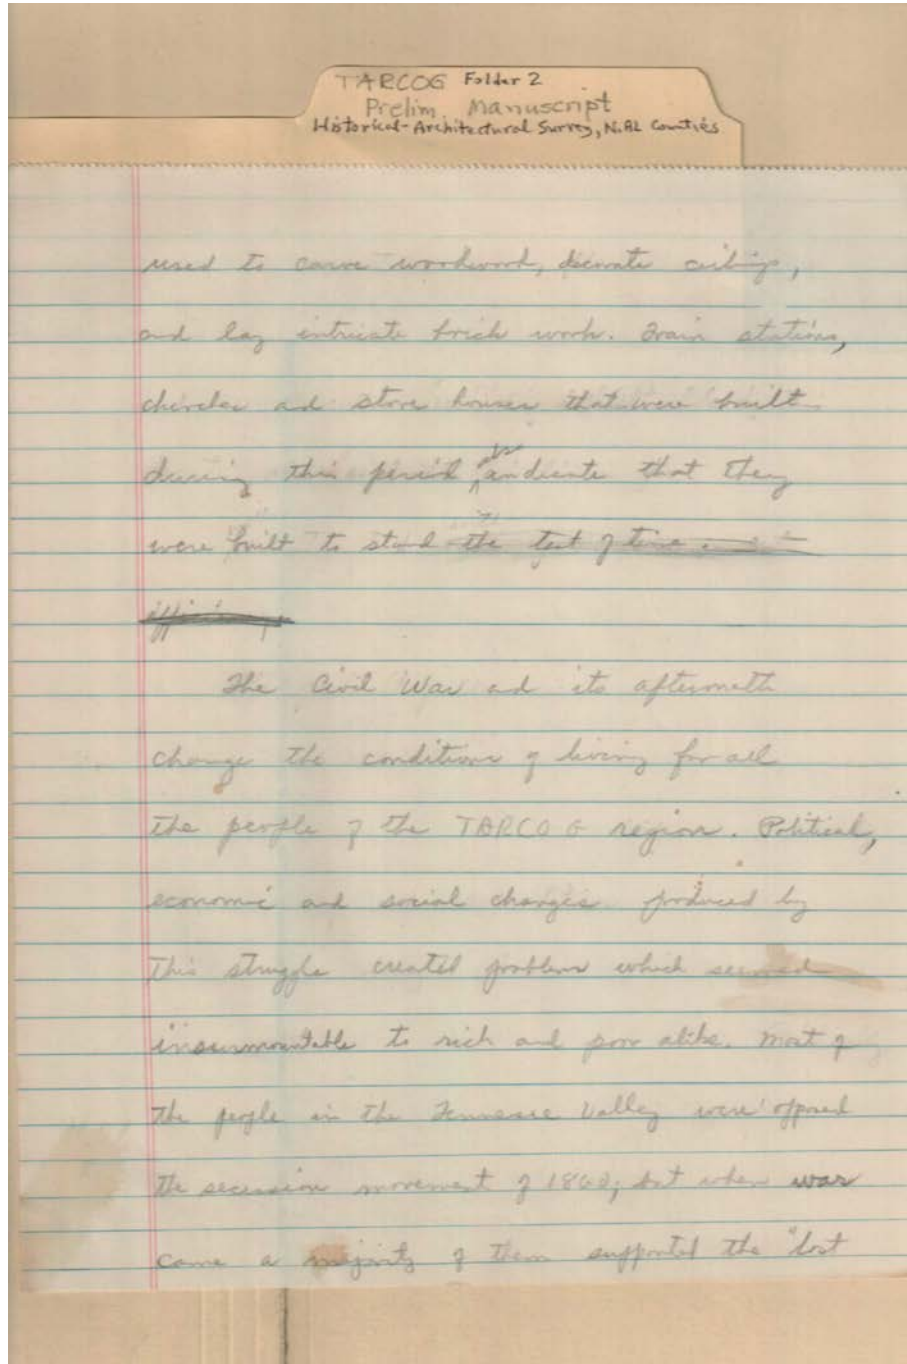 TARCOG Folder 2
Prelim. Manuscript
Historical-Architectural Survey, N. AL Counties
used to carve woodword, decorate ceilings,
and lay intricate brick work. Train stations,
churches and store houses that were built
during this period also indicate that they
were built to stand the test of time.
The Civil War and its aftermath
change the conditions of living for all
the people of the TARCOG region. Political,
economic and social changes produced by
This struggle created problems which seemed
insurmountable to rich and poor alike. Most of
the people in the Tennessee Valley were opposed
the secession movement of 1860; but when war
came a majority of them supported the "lost